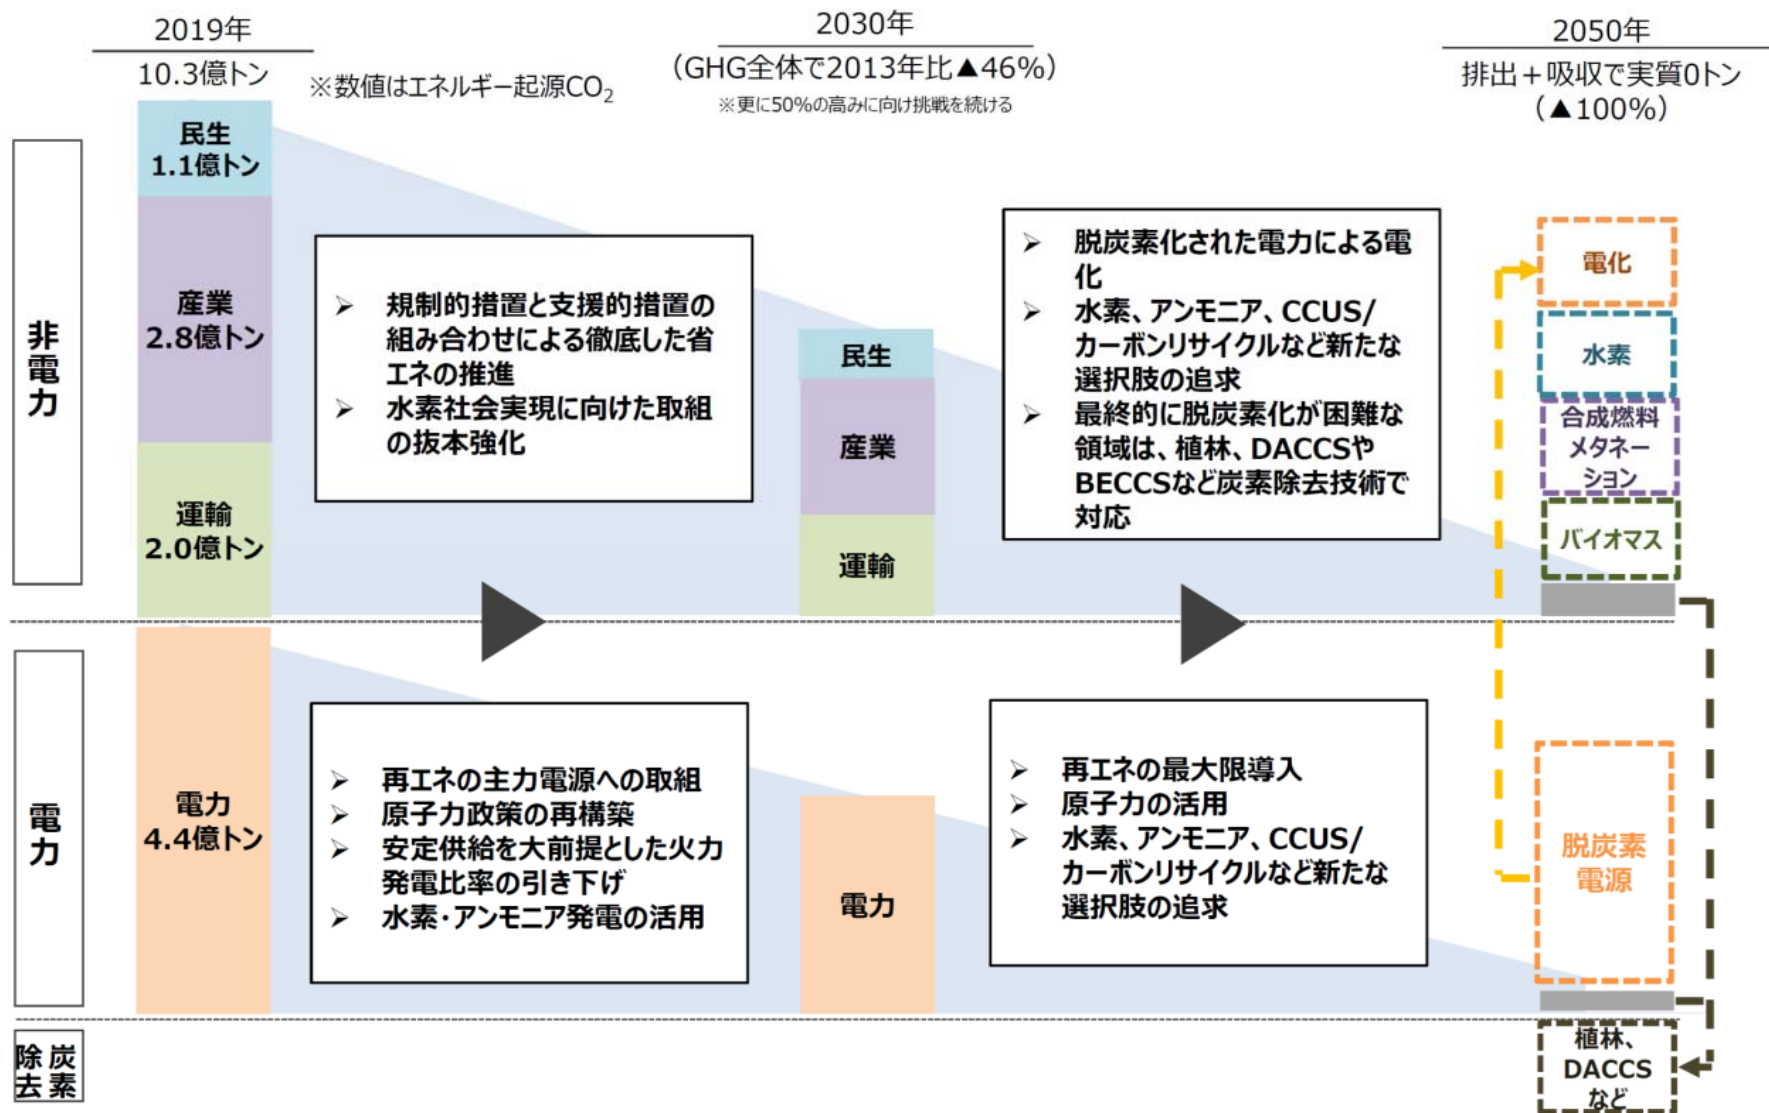 2019年
10.3億トン
※数値はエネルギー起源CO₂
2030年
(GHG全体で2013年比▲46%)
※更に50%の高みに向け挑戦を続ける
2050年
排出+吸収で実質0トン
(▲100%)
非電力
民生
1.1億トン
産業
2.8億トン
運輸
2.0億トン
➢ 規制的措置と支援的措置の
組み合わせによる徹底した省
エネの推進
➢ 水素社会実現に向けた取組
の抜本強化
民生
産業
運輸
➢ 脱炭素化された電力による電
化
➢ 水素、アンモニア、CCUS/
カーボンリサイクルなど新たな
選択肢の追求
➢ 最終的に脱炭素化が困難な
領域は、植林、DACCSや
BECCSなど炭素除去技術で
対応
電化
水素
合成燃料
メタネー
ション
バイオマス
電力
電力
4.4億トン
➢ 再エネの主力電源への取組
➢ 原子力政策の再構築
➢ 安定供給を大前提とした火力
発電比率の引き下げ
➢ 水素・アンモニア発電の活用
電力
➢ 再エネの最大限導入
➢ 原子力の活用
➢ 水素、アンモニア、CCUS/
カーボンリサイクルなど新たな
選択肢の追求
脱炭素
電源
炭素
除去
植林、
DACCS
など